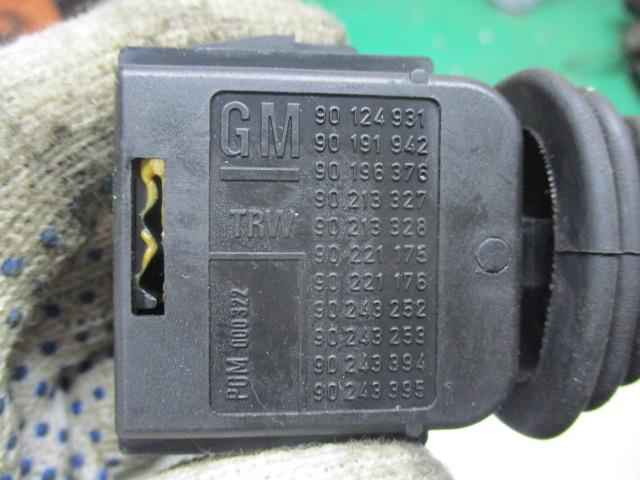 GM
TRW
90 124 931
90 191 942
90 196 376
90 213 327
90 213 328
90 221 175
90 221 176
90 243 252
90 243 253
90 243 394
90 243 395
PUM 000322